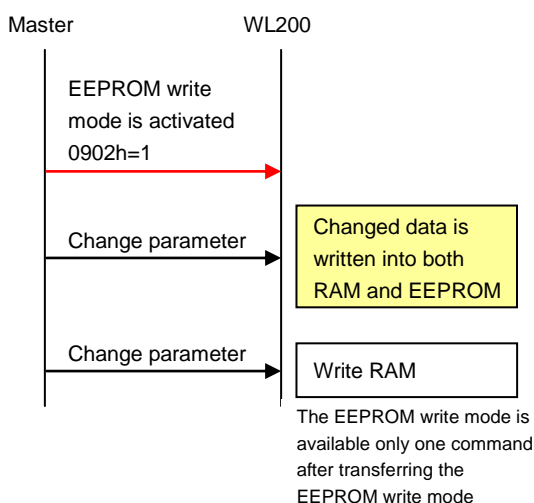 Master WL200
EEPROM write
mode is activated
0902h=1
Change parameter
Changed data is
written into both
RAM and EEPROM
Change parameter
Write RAM
The EEPROM write mode is
available only one command
after transferring the
EEPROM write mode